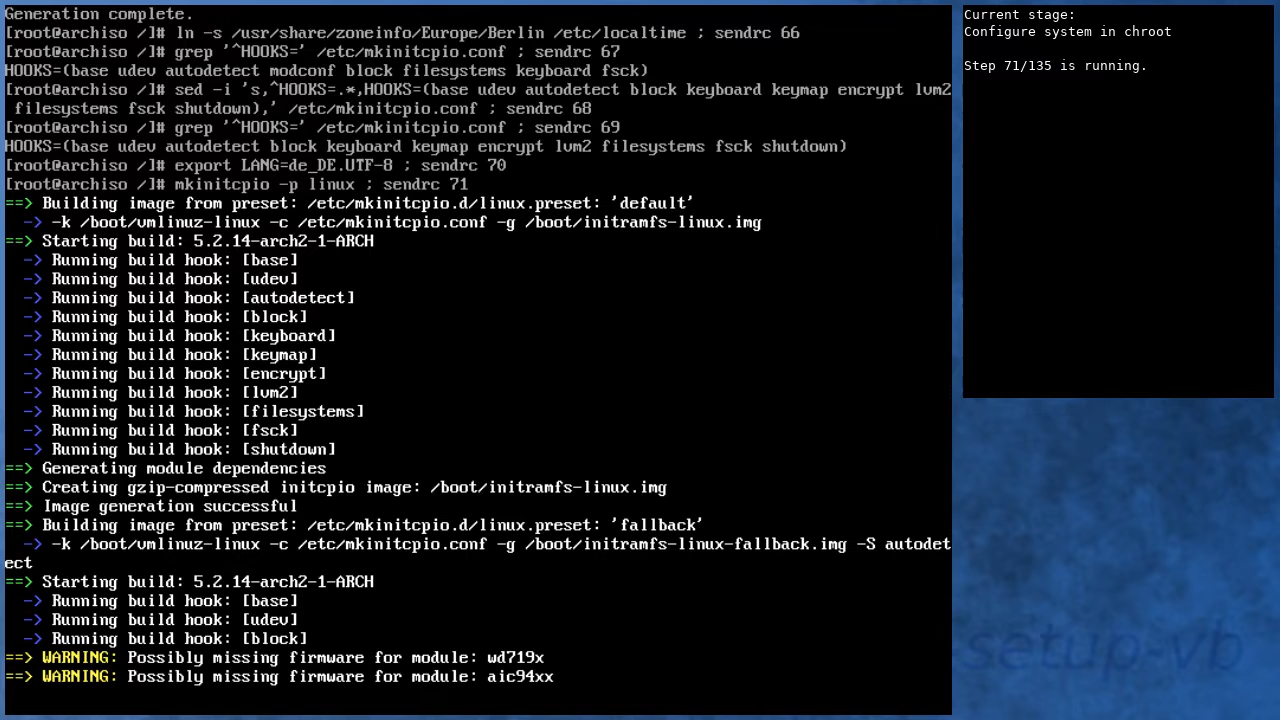 Generation complete.
[root@archiso /]# ln -s /usr/share/zoneinfo/Europe/Berlin /etc/localtime ; sendrc 66
[root@archiso /]# grep '^HOOKS=' /etc/mkinitcpio.conf ; sendrc 67
HOOKS=(base udev autodetect modconf block filesystems keyboard fsck)
[root@archiso /]# sed -i 's,^HOOKS=.*,HOOKS=(base udev autodetect block keyboard keymap encrypt lvm2
 filesystems fsck shutdown),' /etc/mkinitcpio.conf ; sendrc 68
[root@archiso /]# grep '^HOOKS=' /etc/mkinitcpio.conf ; sendrc 69
HOOKS=(base udev autodetect block keyboard keymap encrypt lvm2 filesystems fsck shutdown)
[root@archiso /]# export LANG=de_DE.UTF-8 ; sendrc 70
[root@archiso /]# mkinitcpio -p linux ; sendrc 71
==> Building image from preset: /etc/mkinitcpio.d/linux.preset: 'default'
  -> -k /boot/vmlinuz-linux -c /etc/mkinitcpio.conf -g /boot/initramfs-linux.img
==> Starting build: 5.2.14-arch2-1-ARCH
  -> Running build hook: [base]
  -> Running build hook: [udev]
  -> Running build hook: [autodetect]
  -> Running build hook: [block]
  -> Running build hook: [keyboard]
  -> Running build hook: [keymap]
  -> Running build hook: [encrypt]
  -> Running build hook: [lvm2]
  -> Running build hook: [filesystems]
  -> Running build hook: [fsck]
  -> Running build hook: [shutdown]
==> Generating module dependencies
==> Creating gzip-compressed initcpio image: /boot/initramfs-linux.img
==> Image generation successful
==> Building image from preset: /etc/mkinitcpio.d/linux.preset: 'fallback'
  -> -k /boot/vmlinuz-linux -c /etc/mkinitcpio.conf -g /boot/initramfs-linux-fallback.img -S autodet
ect
==> Starting build: 5.2.14-arch2-1-ARCH
  -> Running build hook: [base]
  -> Running build hook: [udev]
  -> Running build hook: [block]
==> WARNING: Possibly missing firmware for module: wd719x
==> WARNING: Possibly missing firmware for module: aic94xx
Current stage:
Configure system in chroot
Step 71/135 is running.
setup-vb